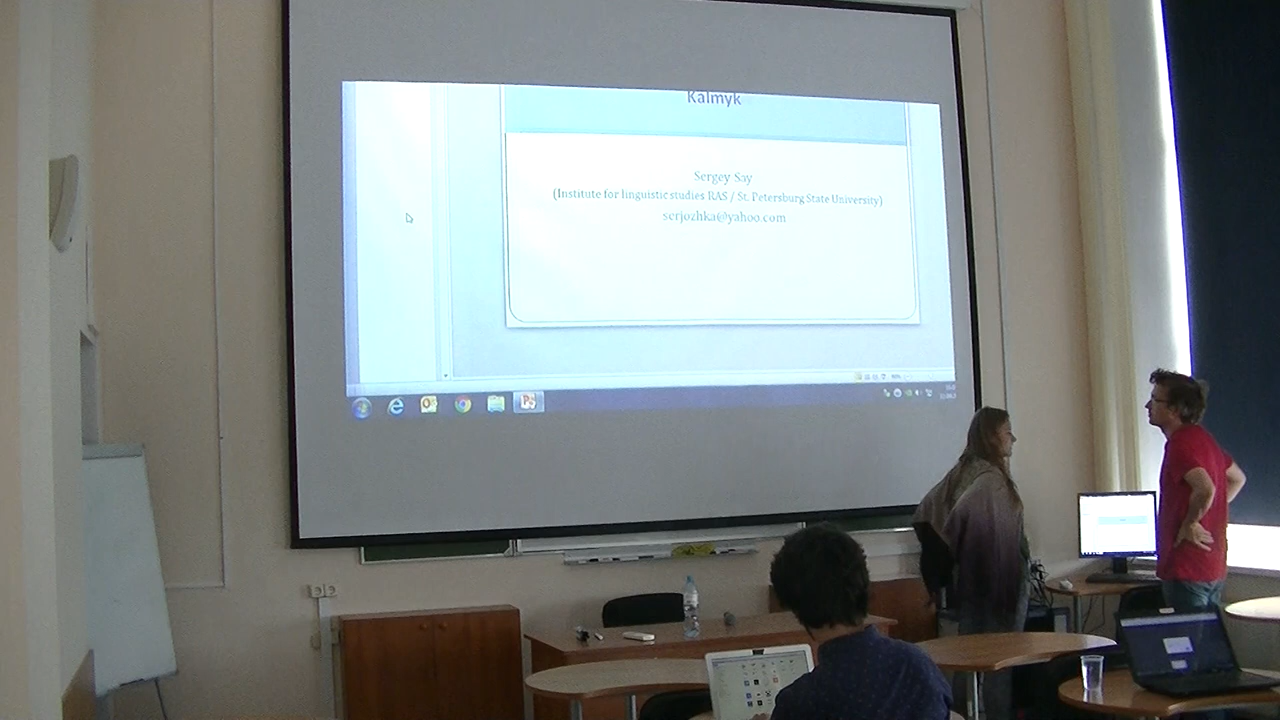 Kalmyk
Sergey Say
(Institute for linguistic studies RAS / St. Petersburg State University)
serjozhka@yahoo.com